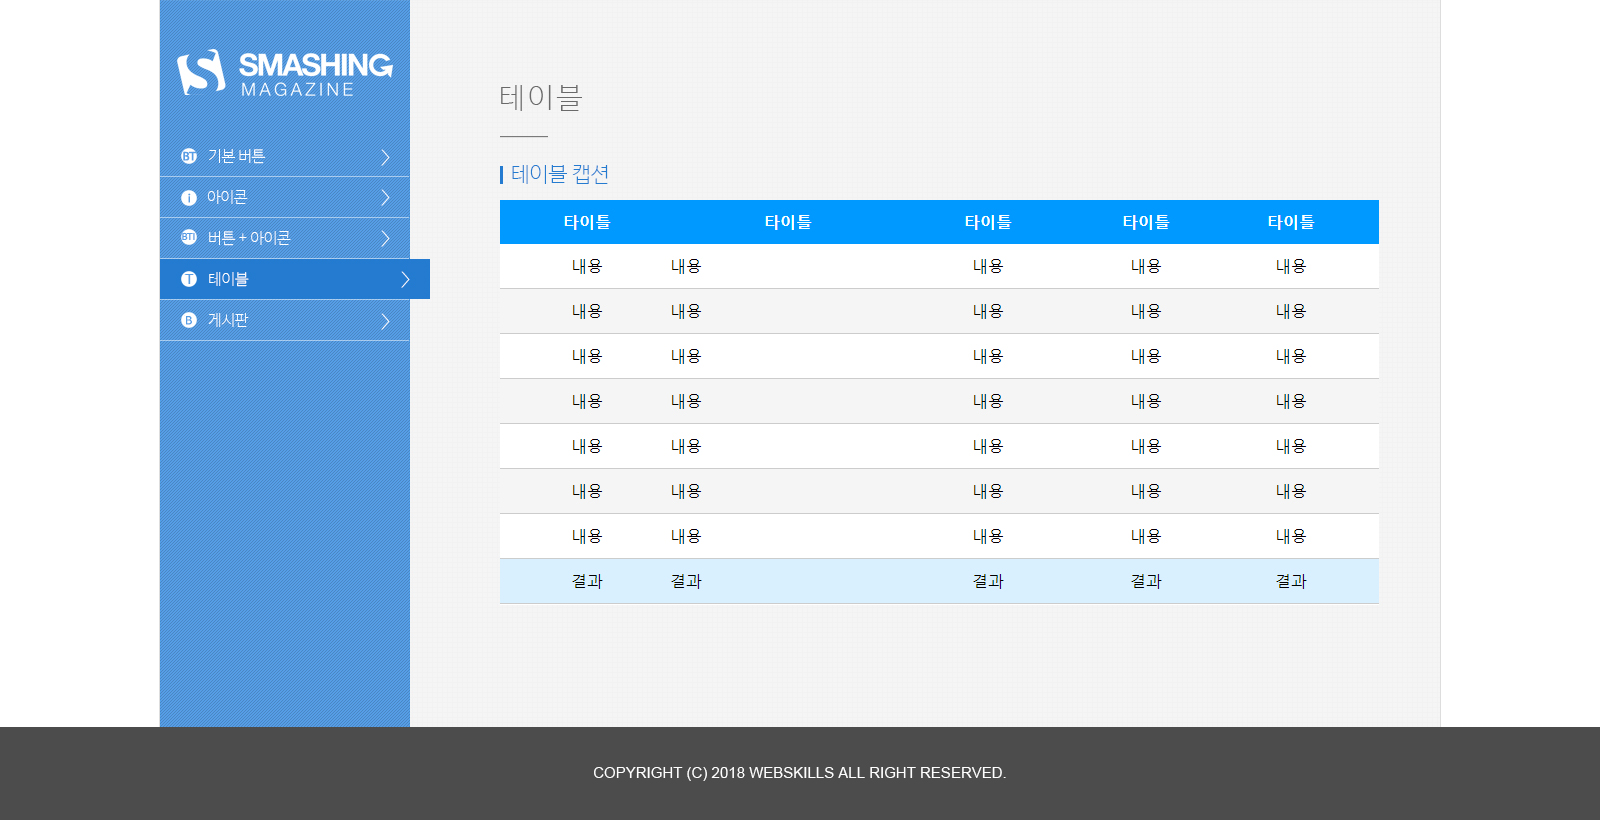 SMASHING
MAGAZINE
BT 기본 버튼
i 아이콘
BTI 버튼 + 아이콘
T 테이블
B 게시판
테이블
테이블 캡션
타이틀 타이틀 타이틀 타이틀 타이틀
내용 내용 내용 내용 내용
내용 내용 내용 내용 내용
내용 내용 내용 내용 내용
내용 내용 내용 내용 내용
내용 내용 내용 내용 내용
내용 내용 내용 내용 내용
내용 내용 내용 내용 내용
결과 결과 결과 결과 결과
COPYRIGHT (C) 2018 WEBSKILLS ALL RIGHT RESERVED.